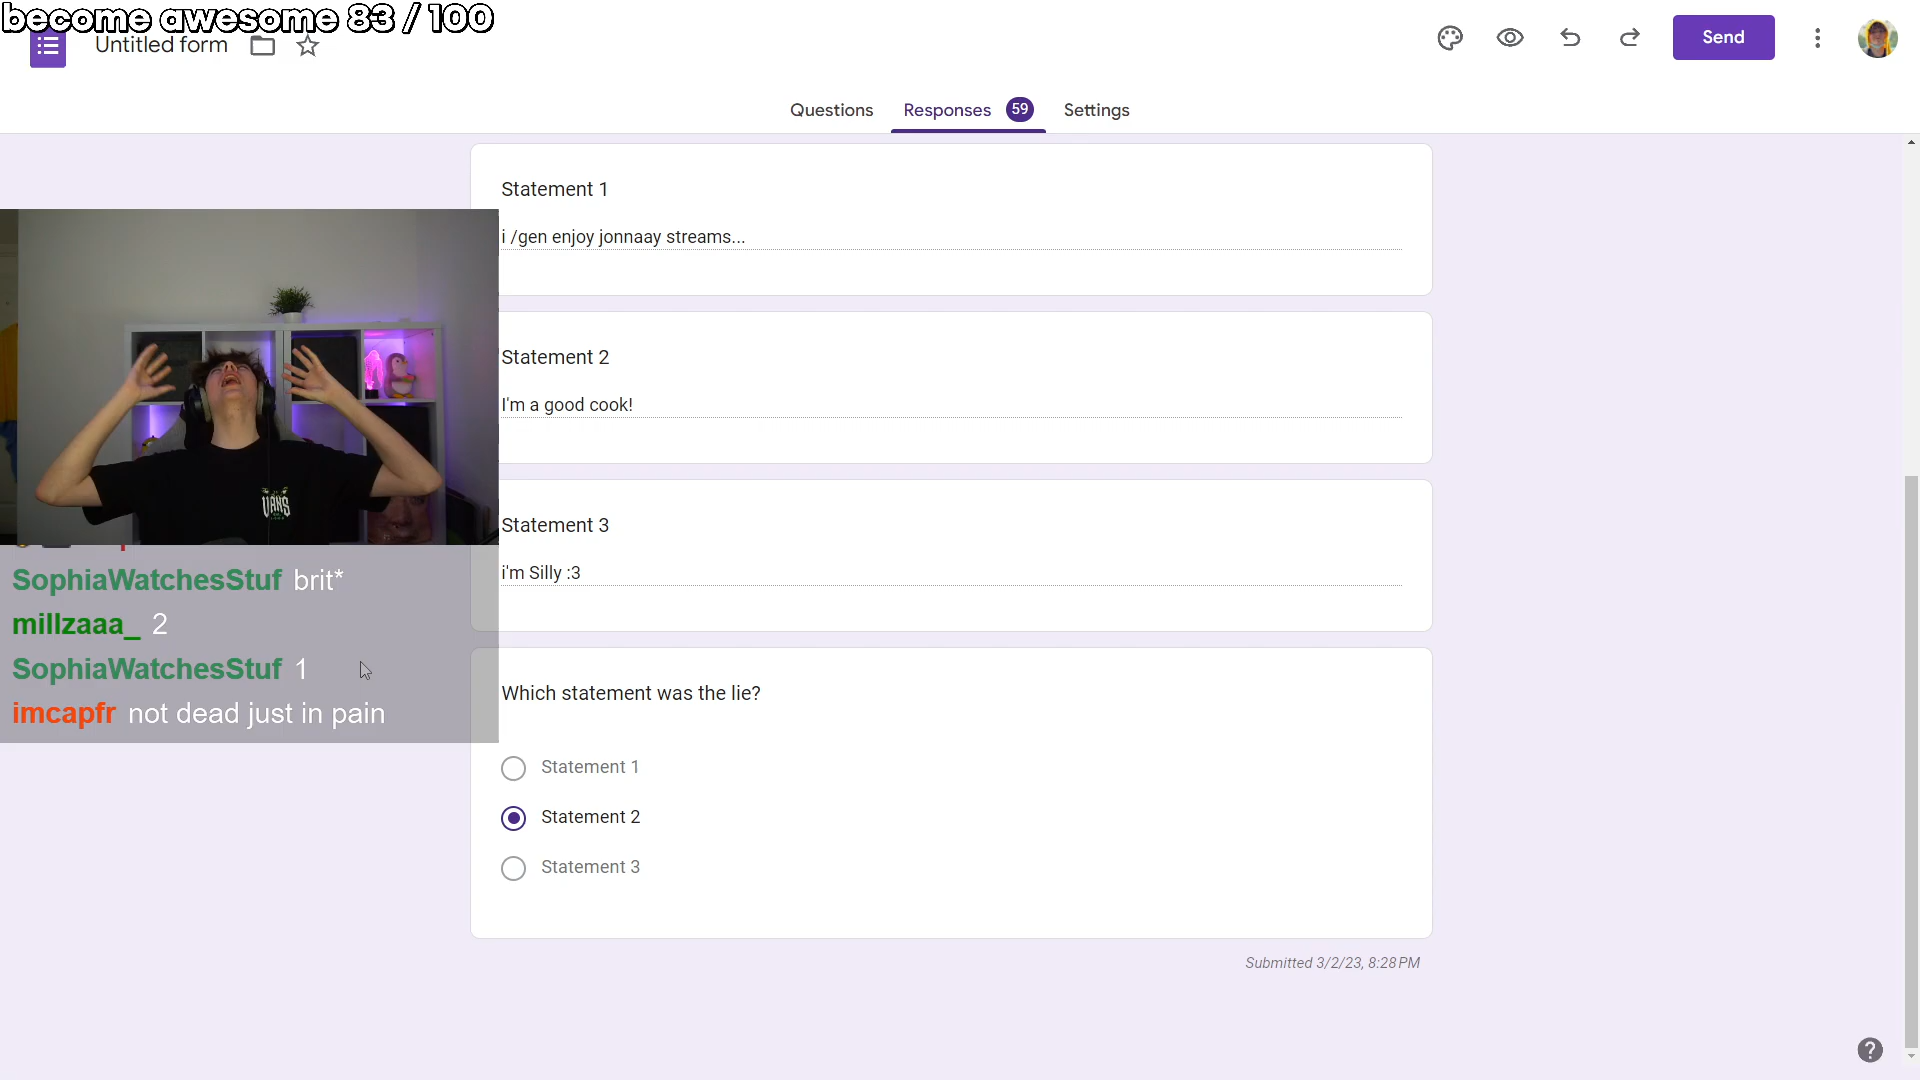 become awesome 83 / 100
Untitled form
Send
Questions
Responses 59
Settings
Statement 1
i /gen enjoy jonnaay streams...
Statement 2
I'm a good cook!
Statement 3
i'm Silly :3
VANS
SophiaWatchesStuf brit*
millzaaa_ 2
SophiaWatchesStuf 1
imcapfr not dead just in pain
Which statement was the lie?
Statement 1
Statement 2
Statement 3
Submitted 3/2/23, 8:28 PM